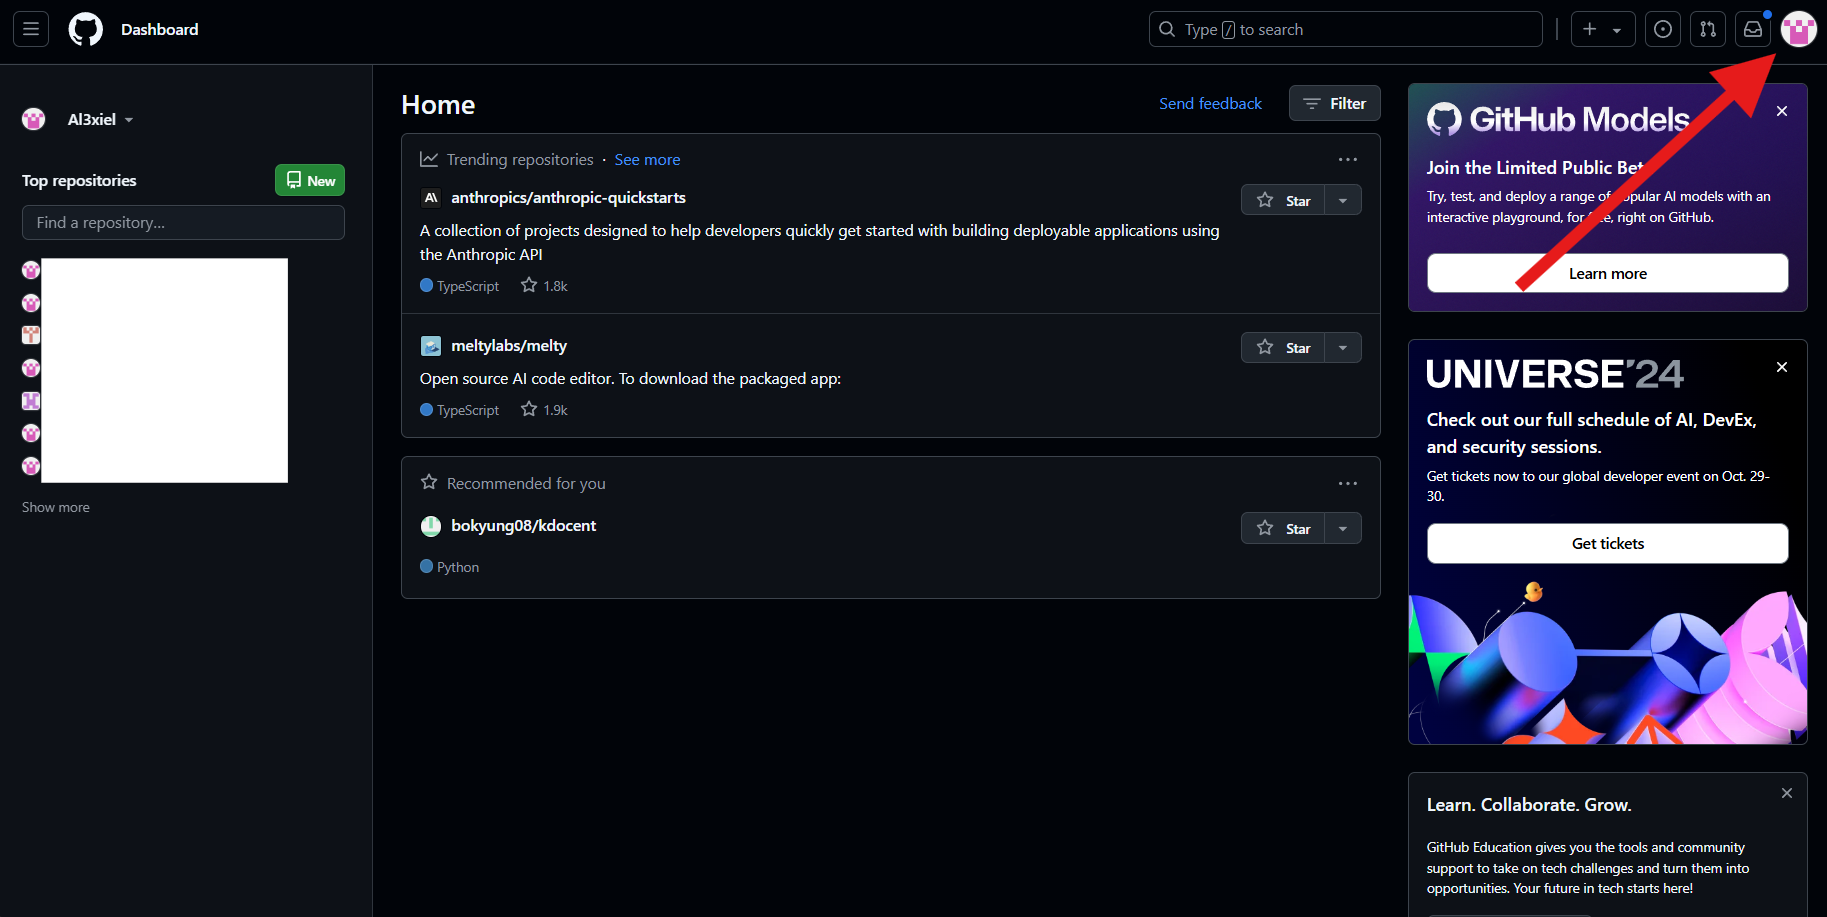 Dashboard
Type / to search
Al3xiel
Top repositories
New
Find a repository...
Show more
Home
Send feedback
Filter
Trending repositories · See more
anthropics/anthropic-quickstarts
Star
A collection of projects designed to help developers quickly get started with building deployable applications using
the Anthropic API
TypeScript
1.8k
meltylabs/melty
Star
Open source AI code editor. To download the packaged app:
TypeScript
1.9k
Recommended for you
bokyung08/kdocent
Star
Python
GitHub Models
Join the Limited Public Bet
Try, test, and deploy a range of popular AI models with an
interactive playground, for free, right on GitHub.
Learn more
UNIVERSE'24
Check out our full schedule of AI, DevEx,
and security sessions.
Get tickets now to our global developer event on Oct. 29-
30.
Get tickets
Learn. Collaborate. Grow.
GitHub Education gives you the tools and community
support to take on tech challenges and turn them into
opportunities. Your future in tech starts here!